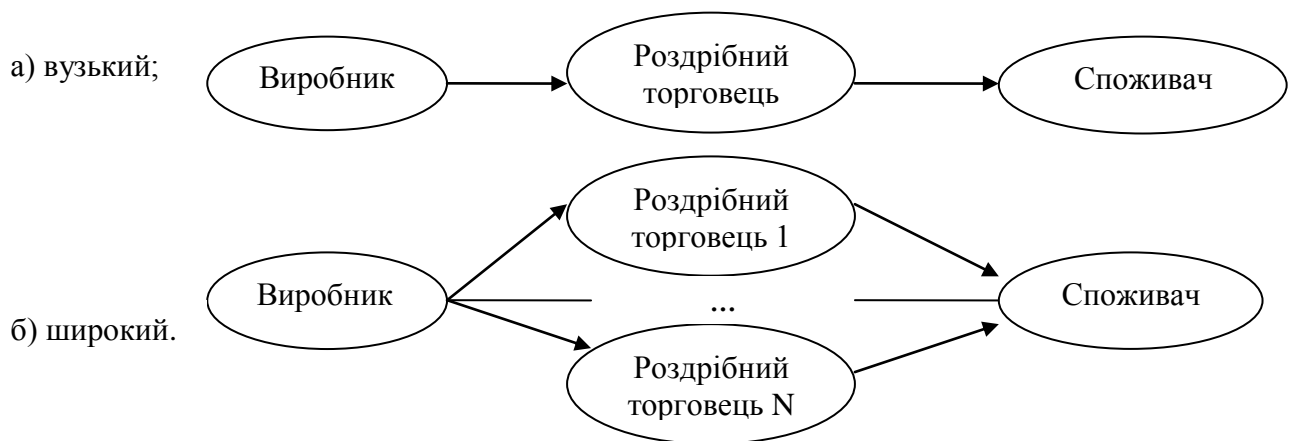 а) вузький;
Виробник
Роздрібний
торговець
Споживач
б) широкий.
Виробник
Роздрібний
торговець 1
...
Роздрібний
торговець N
Споживач